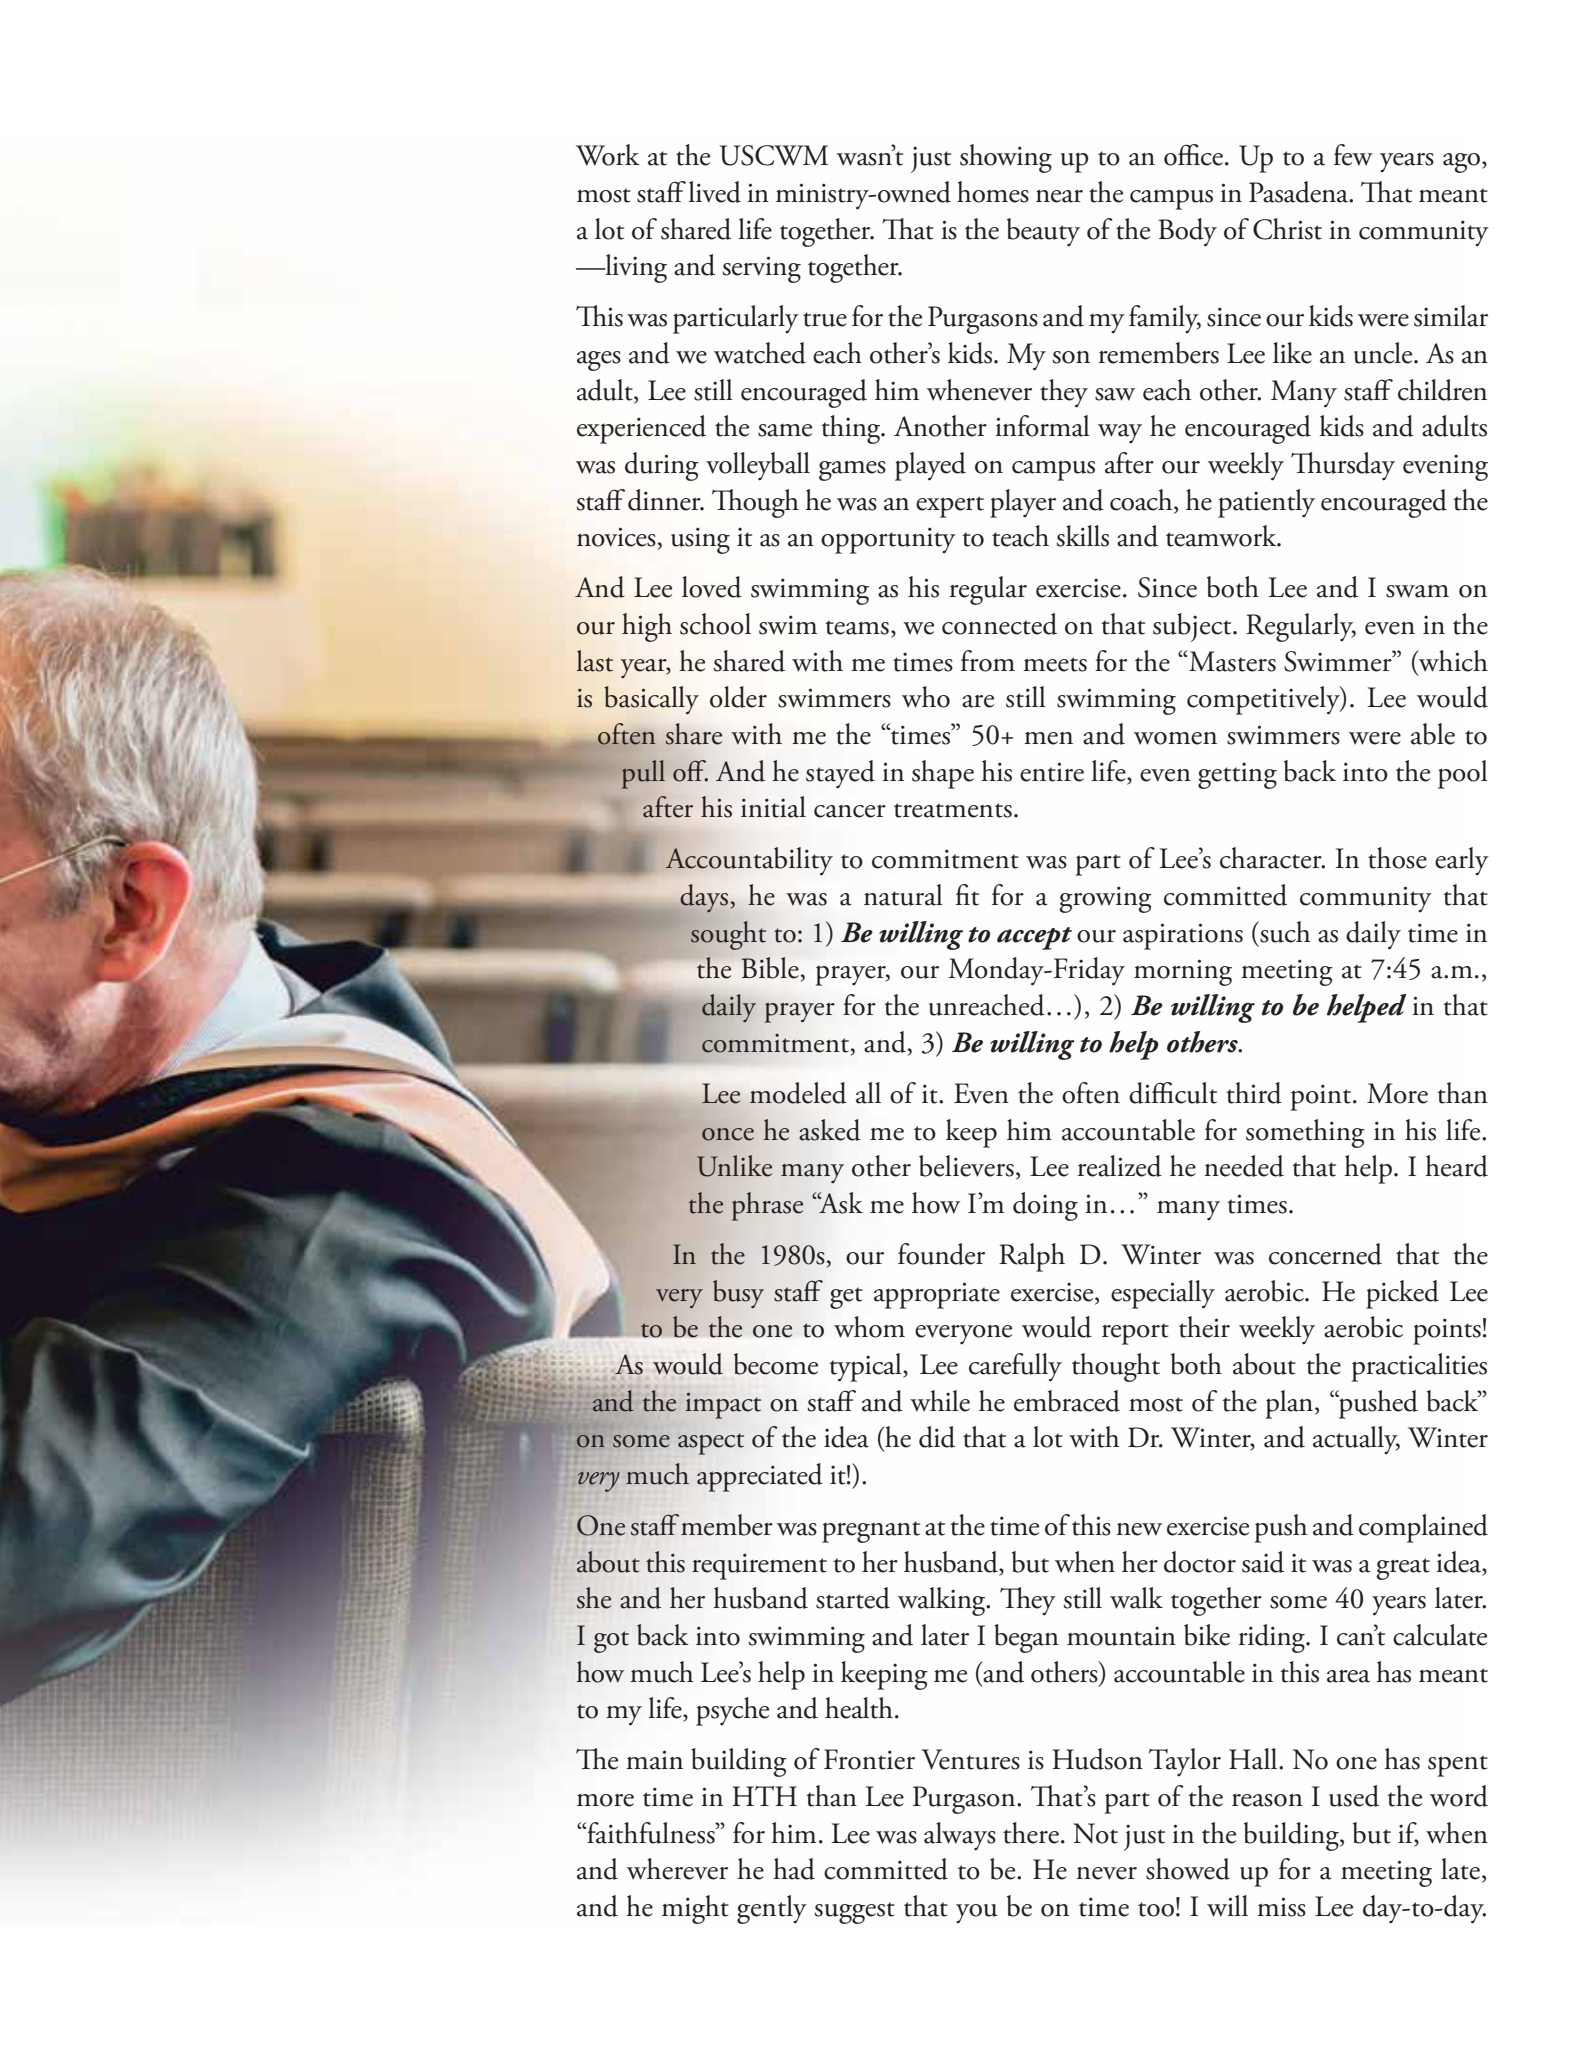 Work at the USCWM wasn’t just showing up to an office. Up to a few years ago,
most staff lived in ministry-owned homes near the campus in Pasadena. That meant
a lot of shared life together. That is the beauty of the Body of Christ in community
—living and serving together.
This was particularly true for the Purgasons and my family, since our kids were similar
ages and we watched each other’s kids. My son remembers Lee like an uncle. As an
adult, Lee still encouraged him whenever they saw each other. Many staff children
experienced the same thing. Another informal way he encouraged kids and adults
was during volleyball games played on campus after our weekly Thursday evening
staff dinner. Though he was an expert player and coach, he patiently encouraged the
novices, using it as an opportunity to teach skills and teamwork.
And Lee loved swimming as his regular exercise. Since both Lee and I swam on
our high school swim teams, we connected on that subject. Regularly, even in the
last year, he shared with me times from meets for the “Masters Swimmer” (which
is basically older swimmers who are still swimming competitively). Lee would
often share with me the “times” 50+ men and women swimmers were able to
pull off. And he stayed in shape his entire life, even getting back into the pool
after his initial cancer treatments.
Accountability to commitment was part of Lee’s character. In those early
days, he was a natural fit for a growing committed community that
sought to: 1) Be willing to accept our aspirations (such as daily time in
the Bible, prayer, our Monday-Friday morning meeting at 7:45 a.m.,
daily prayer for the unreached…), 2) Be willing to be helped in that
commitment, and, 3) Be willing to help others.
Lee modeled all of it. Even the often difficult third point. More than
once he asked me to keep him accountable for something in his life.
Unlike many other believers, Lee realized he needed that help. I heard
the phrase “Ask me how I’m doing in…” many times.
In the 1980s, our founder Ralph D. Winter was concerned that the
very busy staff get appropriate exercise, especially aerobic. He picked Lee
to be the one to whom everyone would report their weekly aerobic points!
As would become typical, Lee carefully thought both about the practicalities
and the impact on staff and while he embraced most of the plan, “pushed back”
on some aspect of the idea (he did that a lot with Dr. Winter, and actually, Winter
very much appreciated it!).
One staff member was pregnant at the time of this new exercise push and complained
about this requirement to her husband, but when her doctor said it was a great idea,
she and her husband started walking. They still walk together some 40 years later.
I got back into swimming and later I began mountain bike riding. I can’t calculate
how much Lee’s help in keeping me (and others) accountable in this area has meant
to my life, psyche and health.
The main building of Frontier Ventures is Hudson Taylor Hall. No one has spent
more time in HTH than Lee Purgason. That’s part of the reason I used the word
“faithfulness” for him. Lee was always there. Not just in the building, but if, when
and wherever he had committed to be. He never showed up for a meeting late,
and he might gently suggest that you be on time too! I will miss Lee day-to-day.